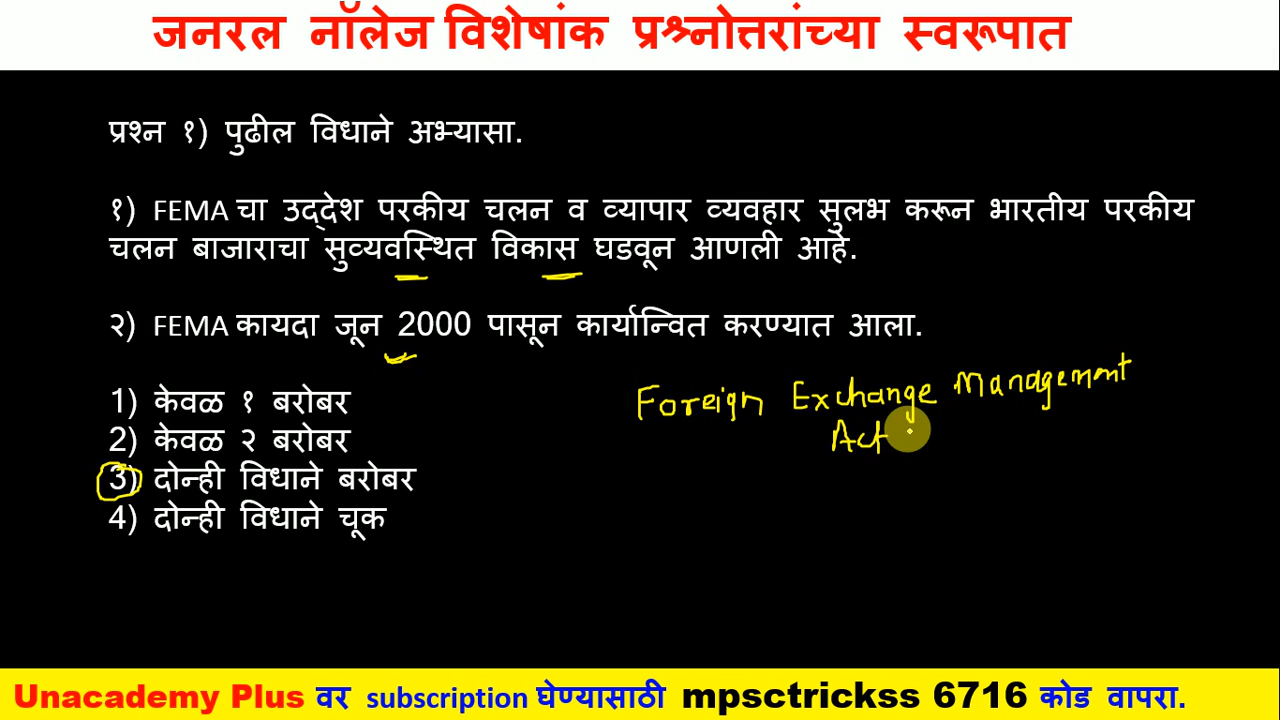 जनरल नॉलेज विशेषांक प्रश्नोत्तरांच्या स्वरूपात
प्रश्न १) पुढील विधाने अभ्यासा.
१) FEMA चा उद्देश परकीय चलन व व्यापार व्यवहार सुलभ करून भारतीय परकीय
चलन बाजाराचा सुव्यवस्थित विकास घडवून आणली आहे.
२) FEMA कायदा जून 2000 पासून कार्यान्वित करण्यात आला.
1) केवळ १ बरोबर
2) केवळ २ बरोबर
3) दोन्ही विधाने बरोबर
4) दोन्ही विधाने चूक
Foreign Exchange Management
Act
Unacademy Plus वर subscription घेण्यासाठी mpsctrickss 6716 कोड वापरा.